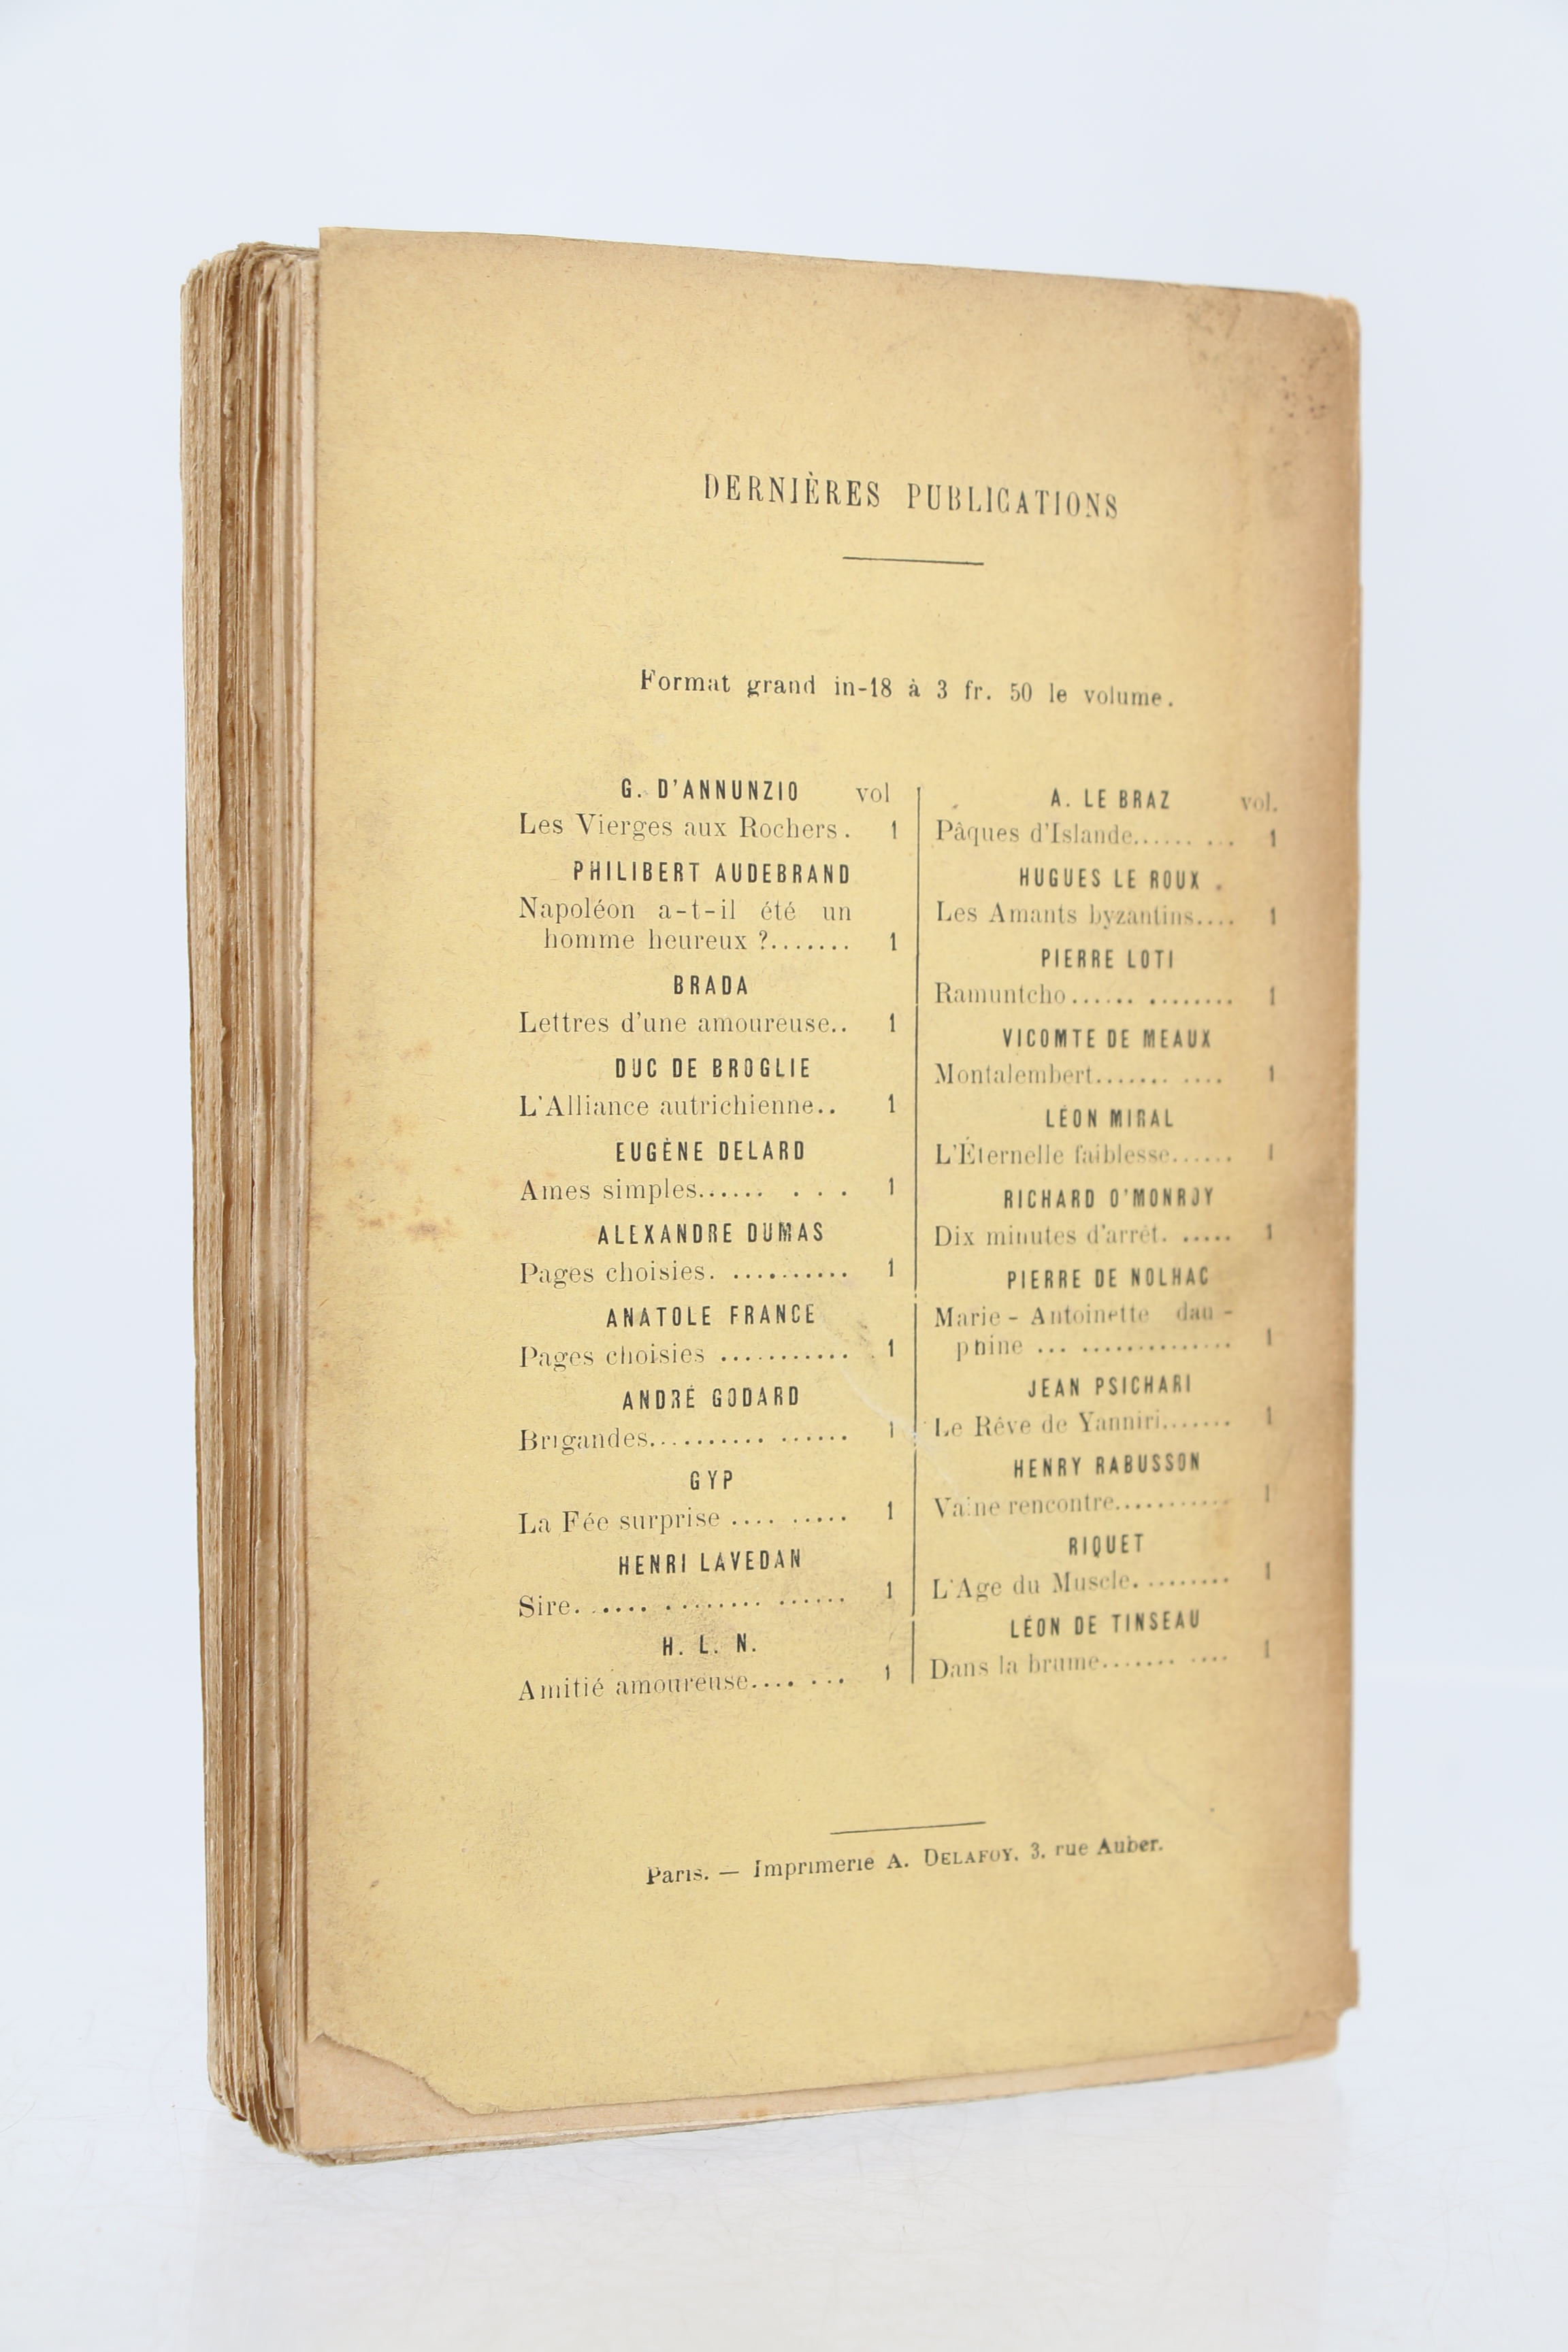 DERNIÈRES PUBLICATIONS
Format grand in-18 à 3 fr. 50 le volume.
G. D'ANNUNZIO vol
Les Vierges aux Rochers. 1
PHILIBERT AUDEBRAND
Napoléon a-t-il été un
homme heureux ?....... 1
BRADA
Lettres d'une amoureuse.. 1
DUC DE BROGLIE
L'Alliance autrichienne.. 1
EUGÈNE DELARD
Ames simples...... . . . 1
ALEXANDRE DUMAS
Pages choisies. .......... 1
ANATOLE FRANCE
Pages choisies ........... 1
ANDRÉ GODARD
Brigandes.......... ...... 1
GYP
La Fée surprise .... ..... 1
HENRI LAVEDAN
Sire. ...... ........ ...... 1
H. L. N.
Amitié amoureuse.... ... 1
A. LE BRAZ vol.
Pâques d'Islande...... ... 1
HUGUES LE ROUX
Les Amants byzantins.... 1
PIERRE LOTI
Ramuntcho...... ........ 1
VICOMTE DE MEAUX
Montalembert....... .... 1
LÉON MIRAL
L'Éternelle faiblesse...... 1
RICHARD O'MONROY
Dix minutes d'arrêt. ..... 1
PIERRE DE NOLHAC
Marie-Antoinette dau-
phine ... .............. 1
JEAN PSICHARI
Le Rêve de Yanniri....... 1
HENRY RABUSSON
Vaine rencontre........... 1
RIQUET
L'Age du Muscle. ........ 1
LÉON DE TINSEAU
Dans la brume....... .... 1
Paris. — Imprimerie A. DELAFOY. 3. rue Auber.